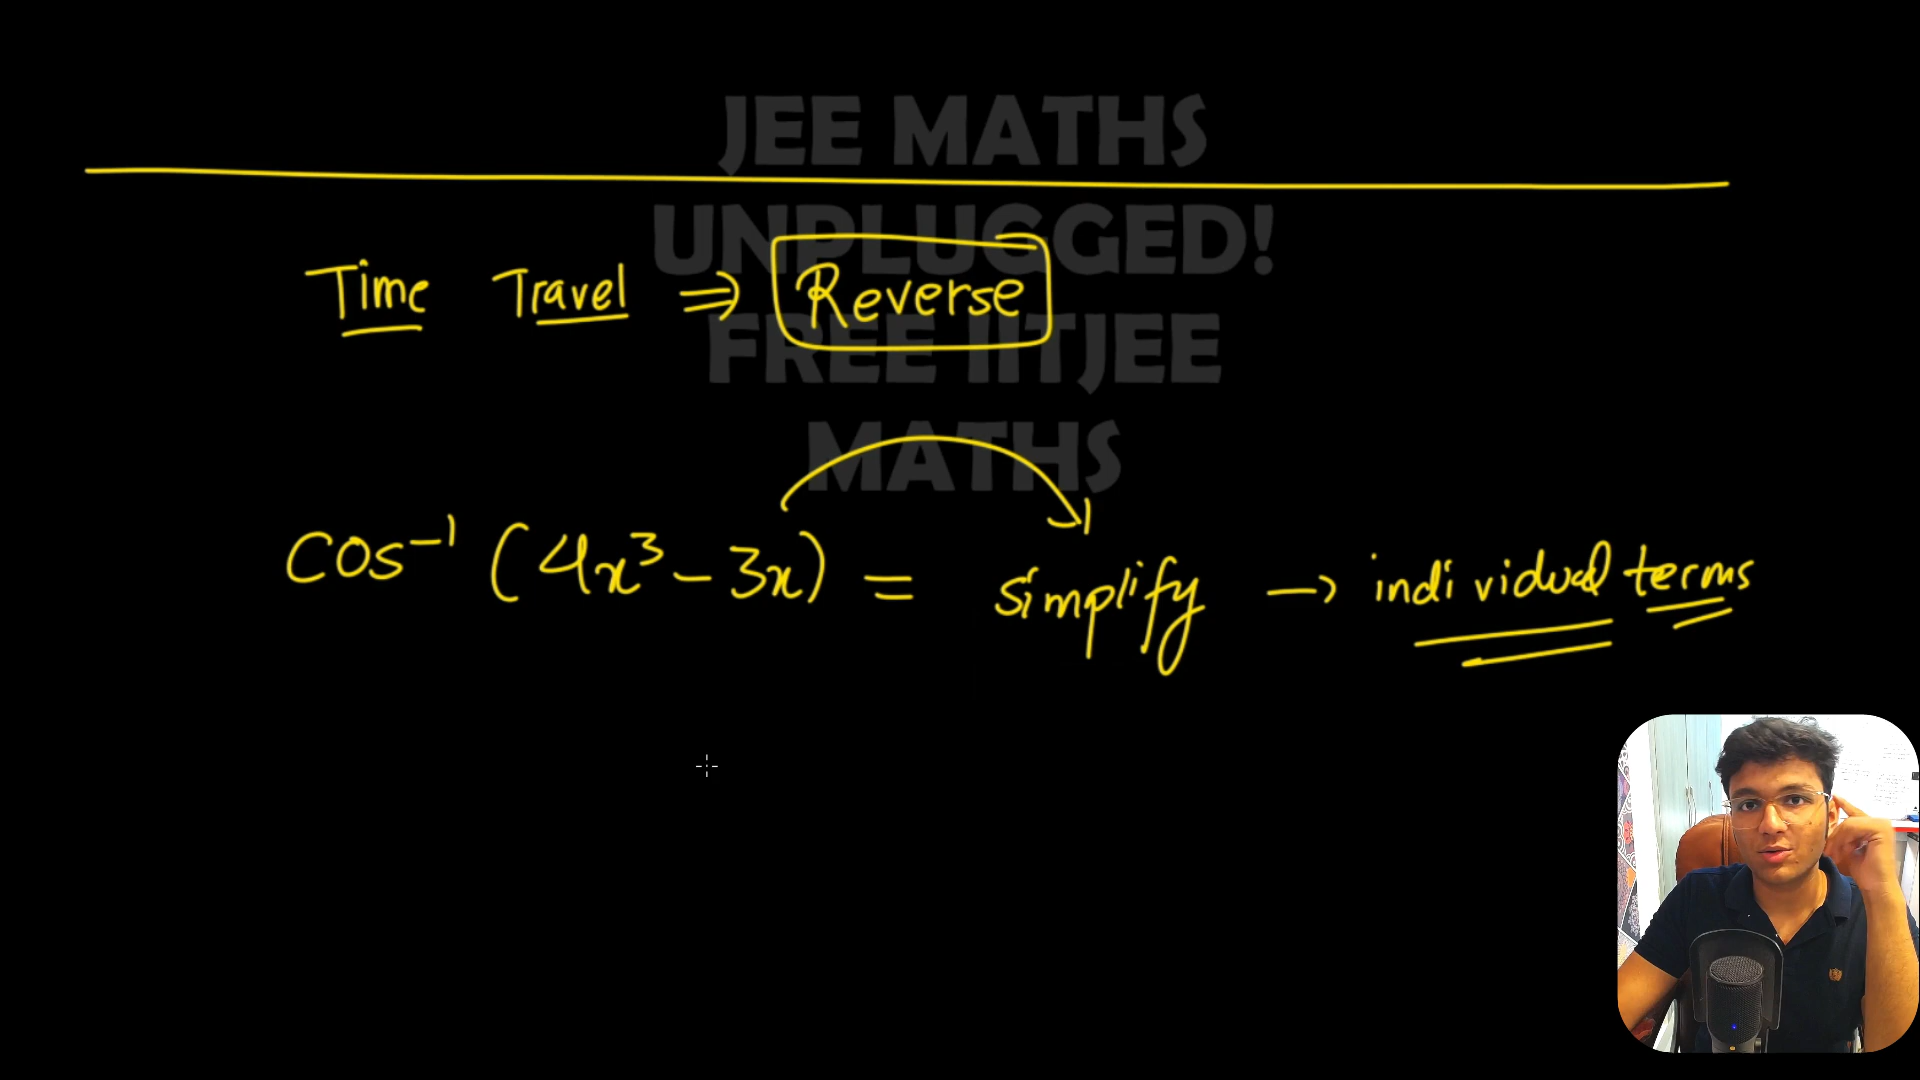 JEE MATHS
UNPLUGGED!
FREE IITJEE
MATHS
Time Travel ⇒ Reverse
cos⁻¹ (4x³ – 3x) = simplify → individual terms